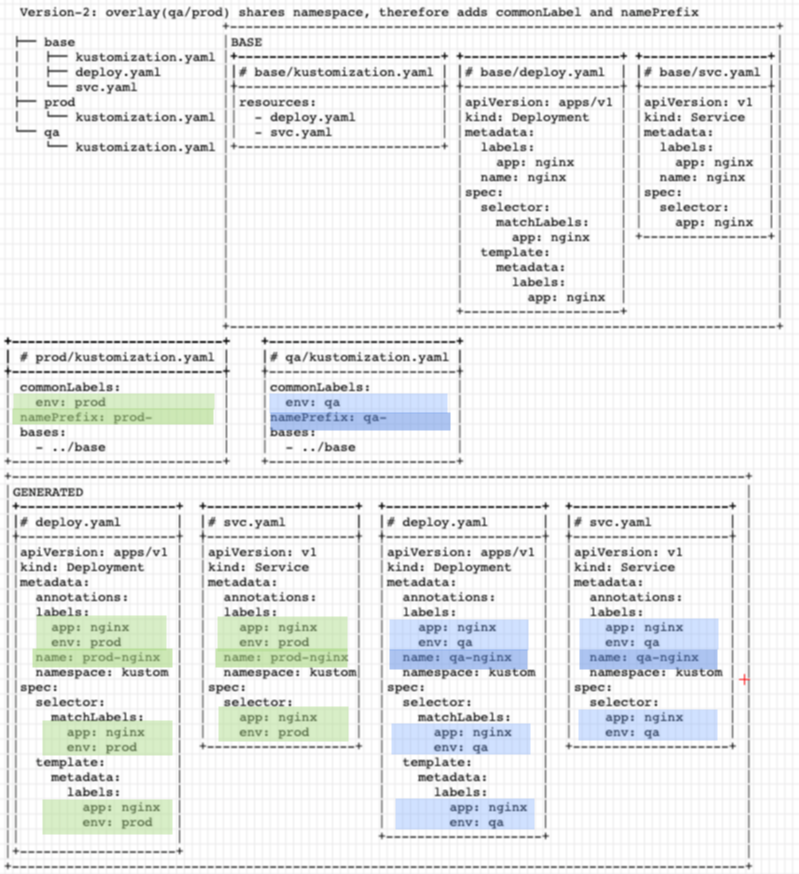 Version-2: overlay(qa/prod) shares namespace, therefore adds commonLabel and namePrefix
base
kustomization.yaml
deploy.yaml
svc.yaml
prod
kustomization.yaml
qa
kustomization.yaml
BASE
# base/kustomization.yaml
resources:
- deploy.yaml
- svc.yaml
# base/deploy.yaml
apiVersion: apps/v1
kind: Deployment
metadata:
labels:
app: nginx
name: nginx
spec:
selector:
matchLabels:
app: nginx
template:
metadata:
labels:
app: nginx
# base/svc.yaml
apiVersion: v1
kind: Service
metadata:
labels:
app: nginx
name: nginx
spec:
selector:
app: nginx
# prod/kustomization.yaml
commonLabels:
env: prod
namePrefix: prod-
bases:
- ../base
# qa/kustomization.yaml
commonLabels:
env: qa
namePrefix: qa-
bases:
- ../base
GENERATED
# deploy.yaml
apiVersion: apps/v1
kind: Deployment
metadata:
annotations:
labels:
app: nginx
env: prod
name: prod-nginx
namespace: kustom
spec:
selector:
matchLabels:
app: nginx
env: prod
template:
metadata:
labels:
app: nginx
env: prod
# svc.yaml
apiVersion: v1
kind: Service
metadata:
annotations:
labels:
app: nginx
env: prod
name: prod-nginx
namespace: kustom
spec:
selector:
app: nginx
env: prod
# deploy.yaml
apiVersion: apps/v1
kind: Deployment
metadata:
annotations:
labels:
app: nginx
env: qa
name: qa-nginx
namespace: kustom
spec:
selector:
matchLabels:
app: nginx
env: qa
template:
metadata:
labels:
app: nginx
env: qa
# svc.yaml
apiVersion: v1
kind: Service
metadata:
annotations:
labels:
app: nginx
env: qa
name: qa-nginx
namespace: kustom
spec:
selector:
app: nginx
env: qa